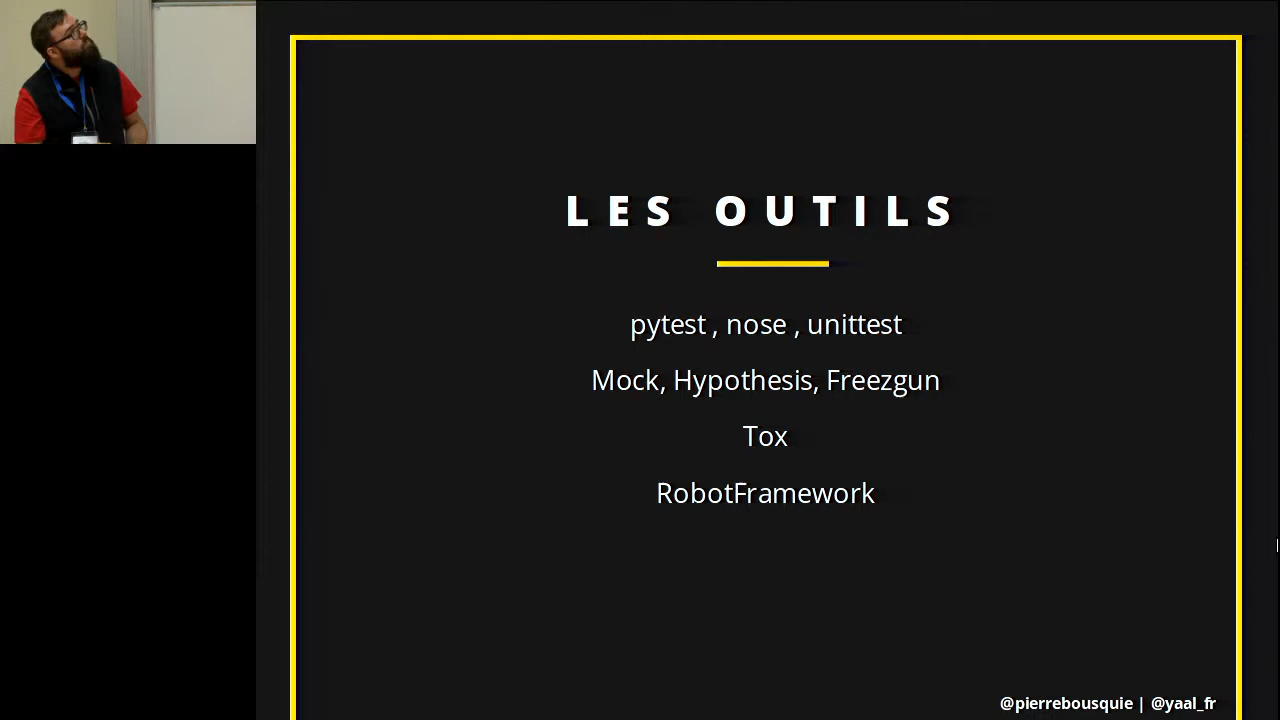 LES OUTILS
pytest , nose , unittest
Mock, Hypothesis, Freezgun
Tox
RobotFramework
@pierrebousquie | @yaal_fr